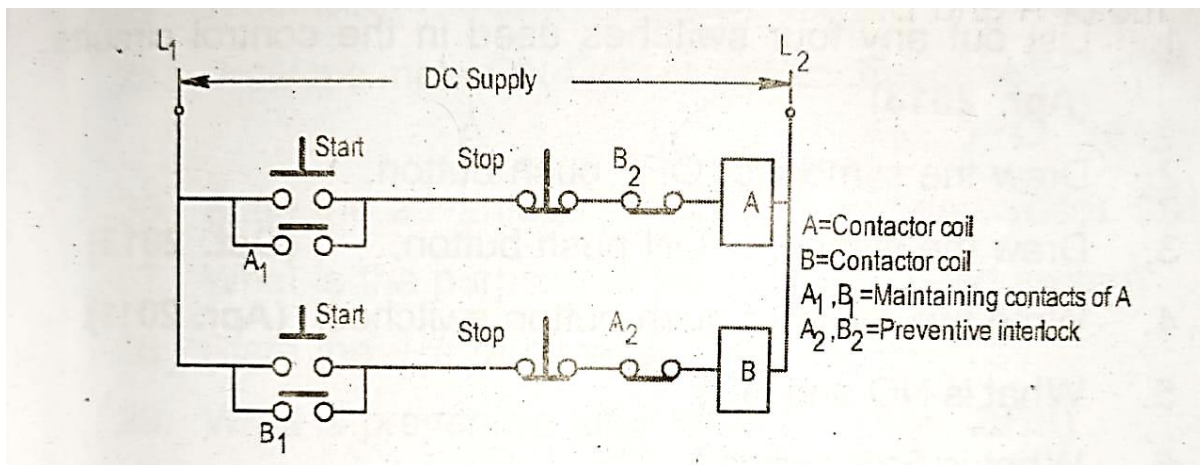 L1
L2
DC Supply
Start
Stop
B2
A
A1
A=Contactor coil
B=Contactor coil
A1,B1=Maintaining contacts of A
A2,B2=Preventive interlock
Start
Stop
A2
B
B1